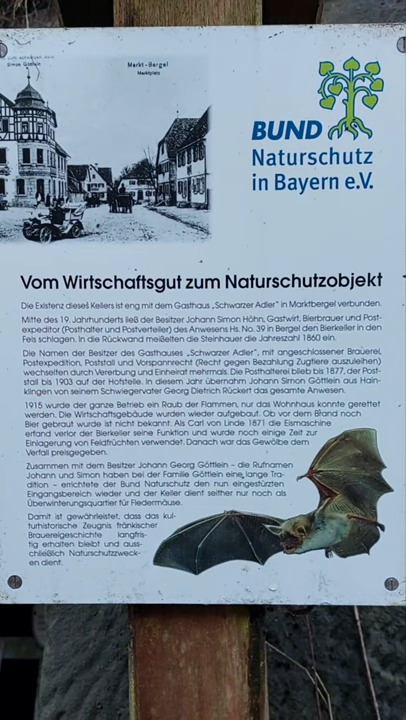 Simon Göttlein
Markt-Bergel
Marktplatz
BUND
Naturschutz
in Bayern e.V.
Vom Wirtschaftsgut zum Naturschutzobjekt
Die Existenz dieses Kellers ist eng mit dem Gasthaus „Schwarzer Adler“ in Marktbergel verbunden.
Mitte des 19. Jahrhunderts ließ der Besitzer Johann Simon Höhn, Gastwirt, Bierbrauer und Post-
expeditor (Posthalter und Postverteiler) des Anwesens Hs. No. 39 in Bergel den Bierkeller in den
Fels schlagen. In die Rückwand meißelten die Steinhauer die Jahreszahl 1860 ein.
Die Namen der Besitzer des Gasthauses „Schwarzer Adler“, mit angeschlossener Brauerei,
Postexpedition, Poststall und Vorspannrecht (Recht gegen Bezahlung Zugtiere auszuleihen)
wechselten durch Vererbung und Einheirat mehrmals. Die Posthalterei blieb bis 1877, der Post-
stall bis 1903 auf der Hofstelle. In diesem Jahr übernahm Johann Simon Göttlein aus Hain-
klingen von seinem Schwiegervater Georg Dietrich Rückert das gesamte Anwesen.
1915 wurde der ganze Betrieb ein Raub der Flammen, nur das Wohnhaus konnte gerettet
werden. Die Wirtschaftsgebäude wurden wieder aufgebaut. Ob vor dem Brand noch
Bier gebraut wurde ist nicht bekannt. Als Carl von Linde 1871 die Eismaschine
erfand verlor der Bierkeller seine Funktion und wurde noch einige Zeit zur
Einlagerung von Feldfrüchten verwendet. Danach war das Gewölbe dem
Verfall preisgegeben.
Zusammen mit dem Besitzer Johann Georg Göttlein – die Rufnamen
Johann und Simon haben bei der Familie Göttlein eine lange Tra-
dition – errichtete der Bund Naturschutz den nun eingestürzten
Eingangsbereich wieder und der Keller dient seither nur noch als
Überwinterungsquartier für Fledermäuse.
Damit ist gewährleistet, dass das kul-
turhistorische Zeugnis fränkischer
Brauereigeschichte langfris-
tig erhalten bleibt und auss-
chließlich Naturschutzzweck-
en dient.